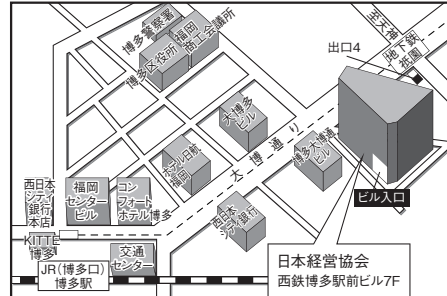 博多警察署
博多区役所
福岡
商工会議所
至天神
地下鉄
祇園
出口4
大博多
ビル
大博通り
ホテル日航
福岡
博多大博通
ビル
西日本
シティ
銀行
本店
福岡
センター
ビル
コン
フォート
ホテル博多
西日本
シティ銀行
ビル入口
KITTE
博多
交通
センター
JR(博多口)
博多駅
日本経営協会
西鉄博多駅前ビル7F